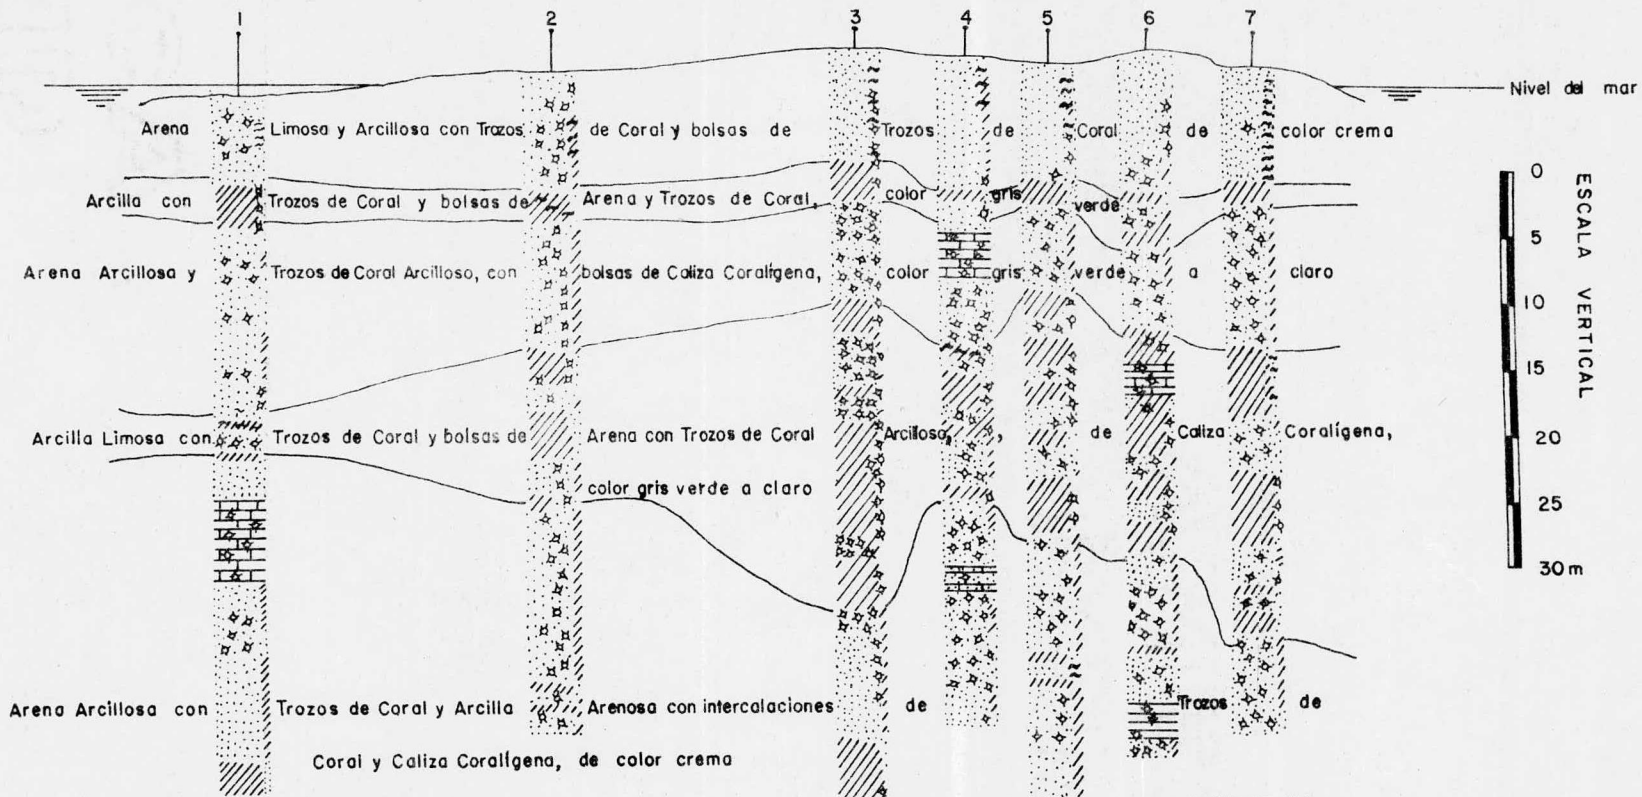 1 2 3 4 5 6 7
Nivel del mar
Arena Limosa y Arcillosa con Trozos de Coral y bolsas de Trozos de Coral de color crema
Arcilla con Trozos de Coral y bolsas de Arena y Trozos de Coral, color gris verde
Arena Arcillosa y Trozos de Coral Arcilloso, con bolsas de Caliza Coralígena, color gris verde a claro
Arcilla Limosa con Trozos de Coral y bolsas de Arena con Trozos de Coral Arcillosa, , de Caliza Coralígena,
color gris verde a claro
Arena Arcillosa con Trozos de Coral y Arcilla Arenosa con intercalaciones de Trozos de
Coral y Caliza Coralígena, de color crema
0
5
10
15
20
25
30 m
ESCALA VERTICAL